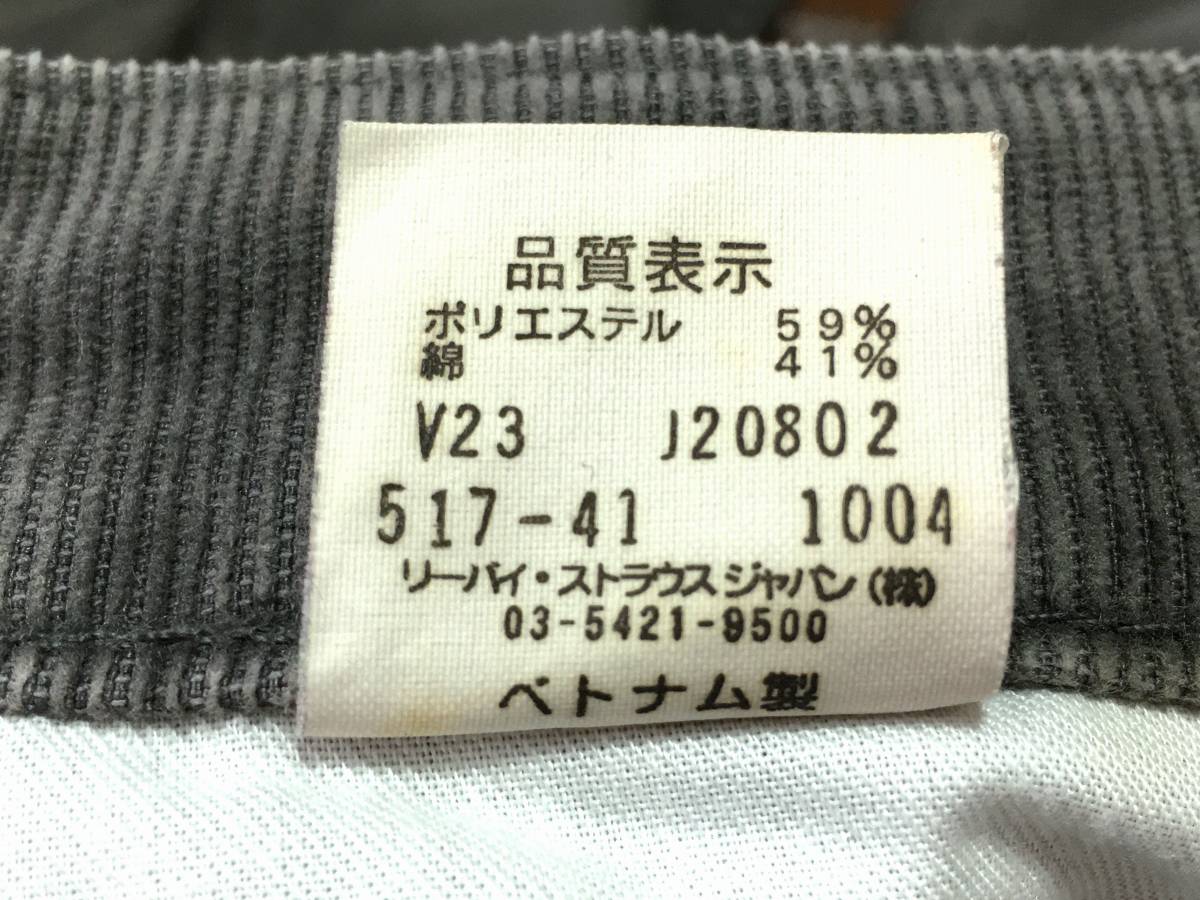 品質表示
ポリエステル 59%
綿 41%
V23 J20802
517-41 1004
リーバイ・ストラウスジャパン(株)
03-5421-9500
ベトナム製